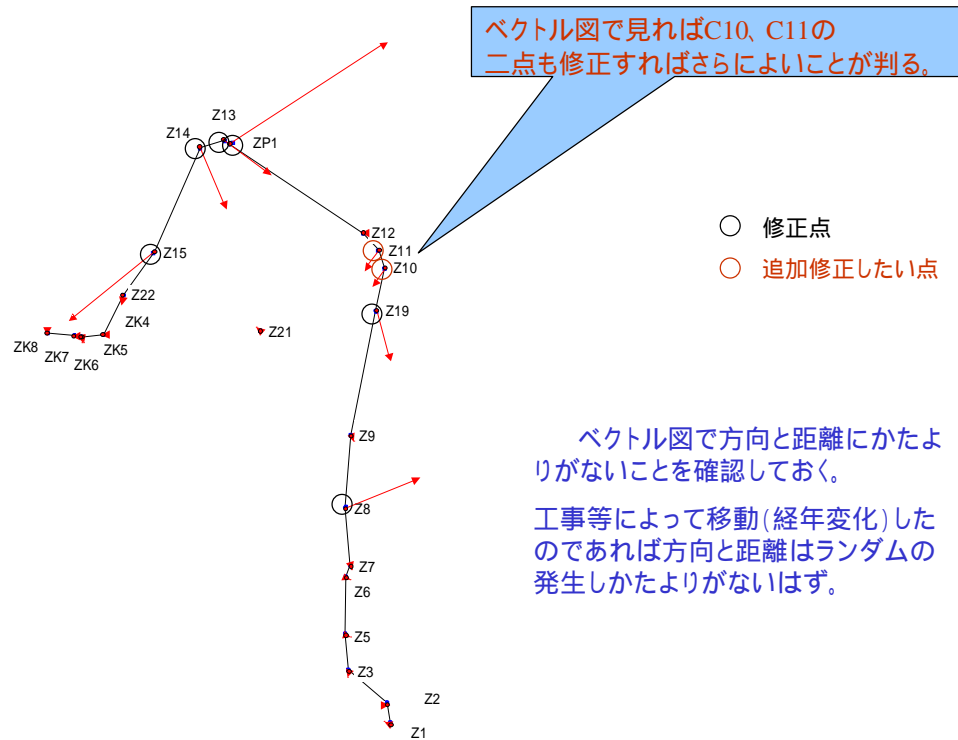 ベクトル図で見ればC10、C11の
二点も修正すればさらによいことが判る。
Z13
Z14
ZP1
Z12
Z11
Z10
Z15
Z19
Z22
ZK4
Z21
ZK5
ZK8
ZK7
ZK6
修正点
追加修正したい点
Z9
ベクトル図で方向と距離にかたよ
りがないことを確認しておく。
Z8
工事等によって移動(経年変化)した
のであれば方向と距離はランダムの
発生しかたよりがないはず。
Z7
Z6
Z5
Z3
Z2
Z1